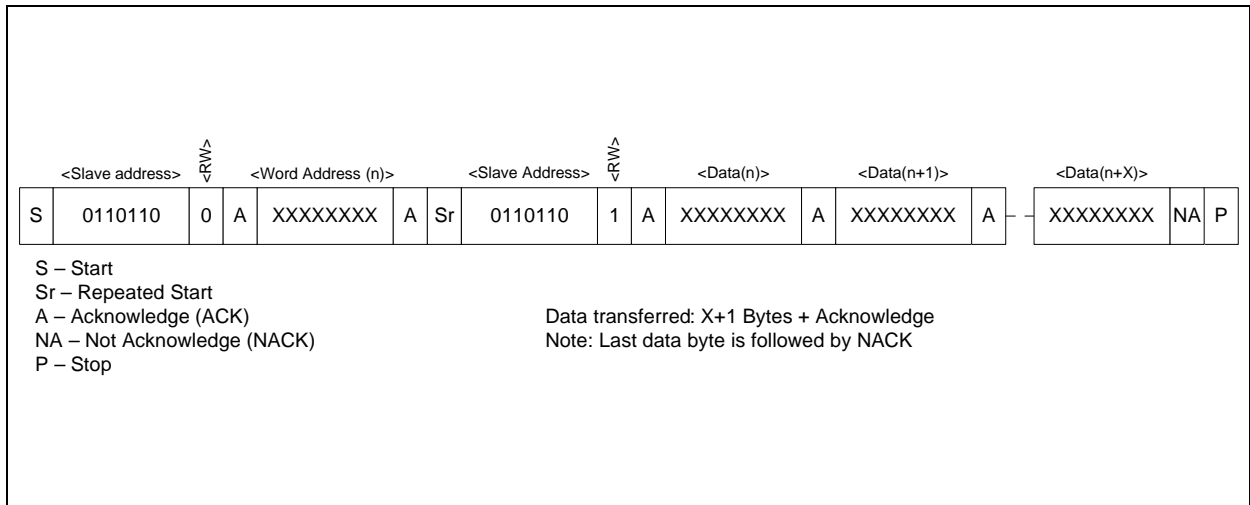 <Slave address> <RW> <Word Address (n)> <Slave Address> <RW> <Data(n)> <Data(n+1)> <Data(n+X)>
S 0110110 0 A XXXXXXXX A Sr 0110110 1 A XXXXXXXX A XXXXXXXX A XXXXXXXX NA P
S – Start
Sr – Repeated Start
A – Acknowledge (ACK)
NA – Not Acknowledge (NACK)
P – Stop
Data transferred: X+1 Bytes + Acknowledge
Note: Last data byte is followed by NACK